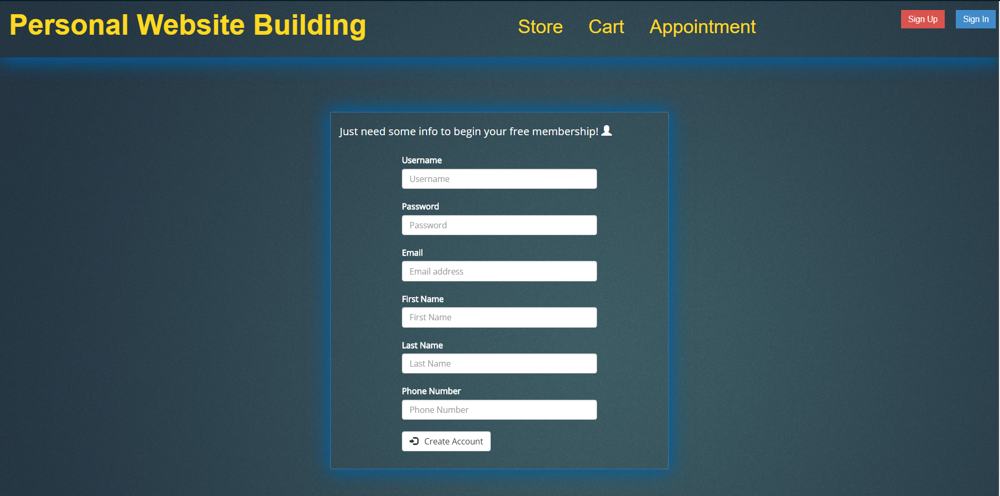 Personal Website Building
Store Cart Appointment
Sign Up Sign In
Just need some info to begin your free membership!
Username
Username
Password
Password
Email
Email address
First Name
First Name
Last Name
Last Name
Phone Number
Phone Number
Create Account